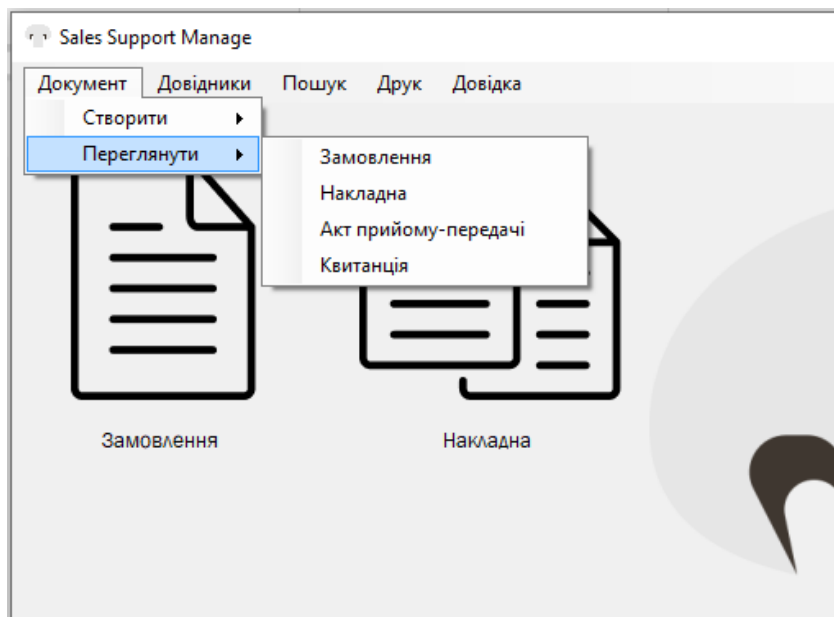 Sales Support Manage
Документ Довідники Пошук Друк Довідка
Створити
Переглянути
Замовлення
Накладна
Акт прийому-передачі
Квитанція
Замовлення Накладна